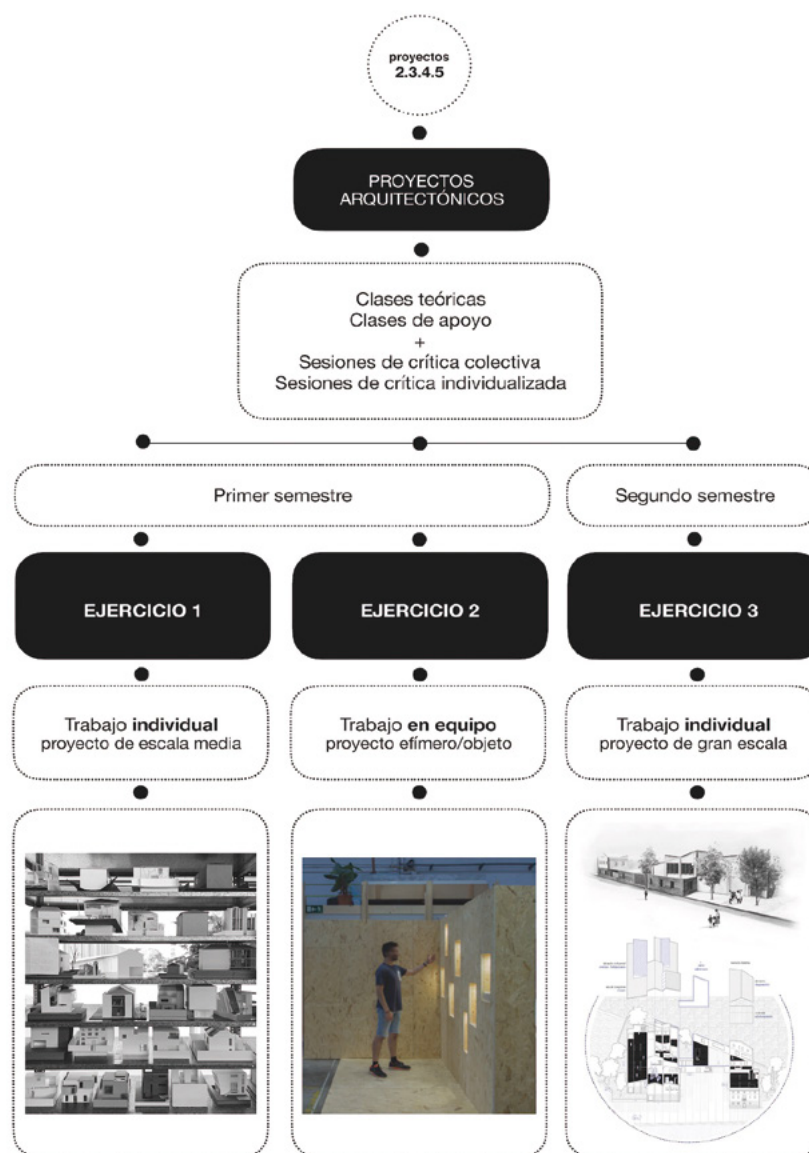 proyectos
2.3.4.5
PROYECTOS
ARQUITECTÓNICOS
Clases teóricas
Clases de apoyo
+
Sesiones de crítica colectiva
Sesiones de crítica individualizada
Primer semestre
Segundo semestre
EJERCICIO 1
EJERCICIO 2
EJERCICIO 3
Trabajo individual
proyecto de escala media
Trabajo en equipo
proyecto efímero/objeto
Trabajo individual
proyecto de gran escala